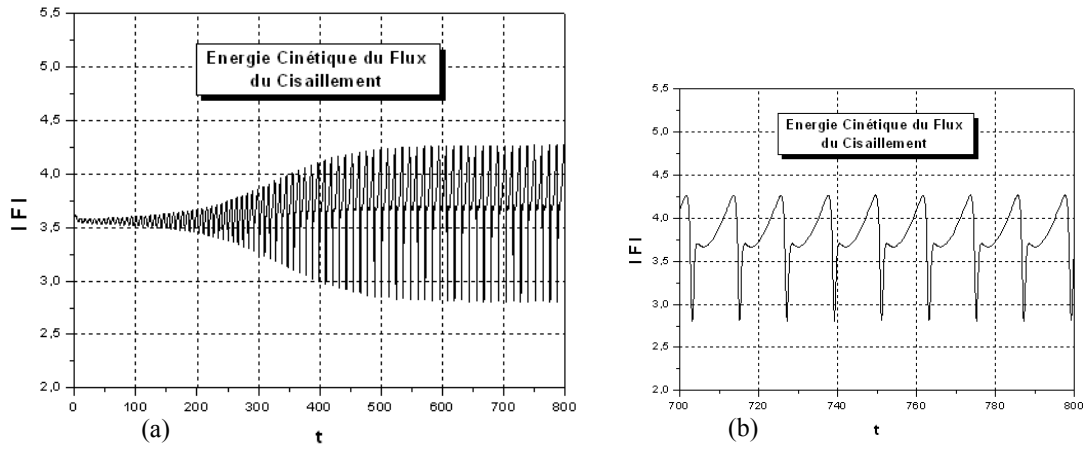 5,5
5,0
4,5
4,0
3,5
3,0
2,5
2,0
I F I
Energie Cinétique du Flux
du Cisaillement
0 100 200 300 400 500 600 700 800
(a)
t
5,5
5,0
4,5
4,0
3,5
3,0
2,5
2,0
I F I
Energie Cinétique du Flux
du Cisaillement
700 720 740 760 780 800
(b)
t